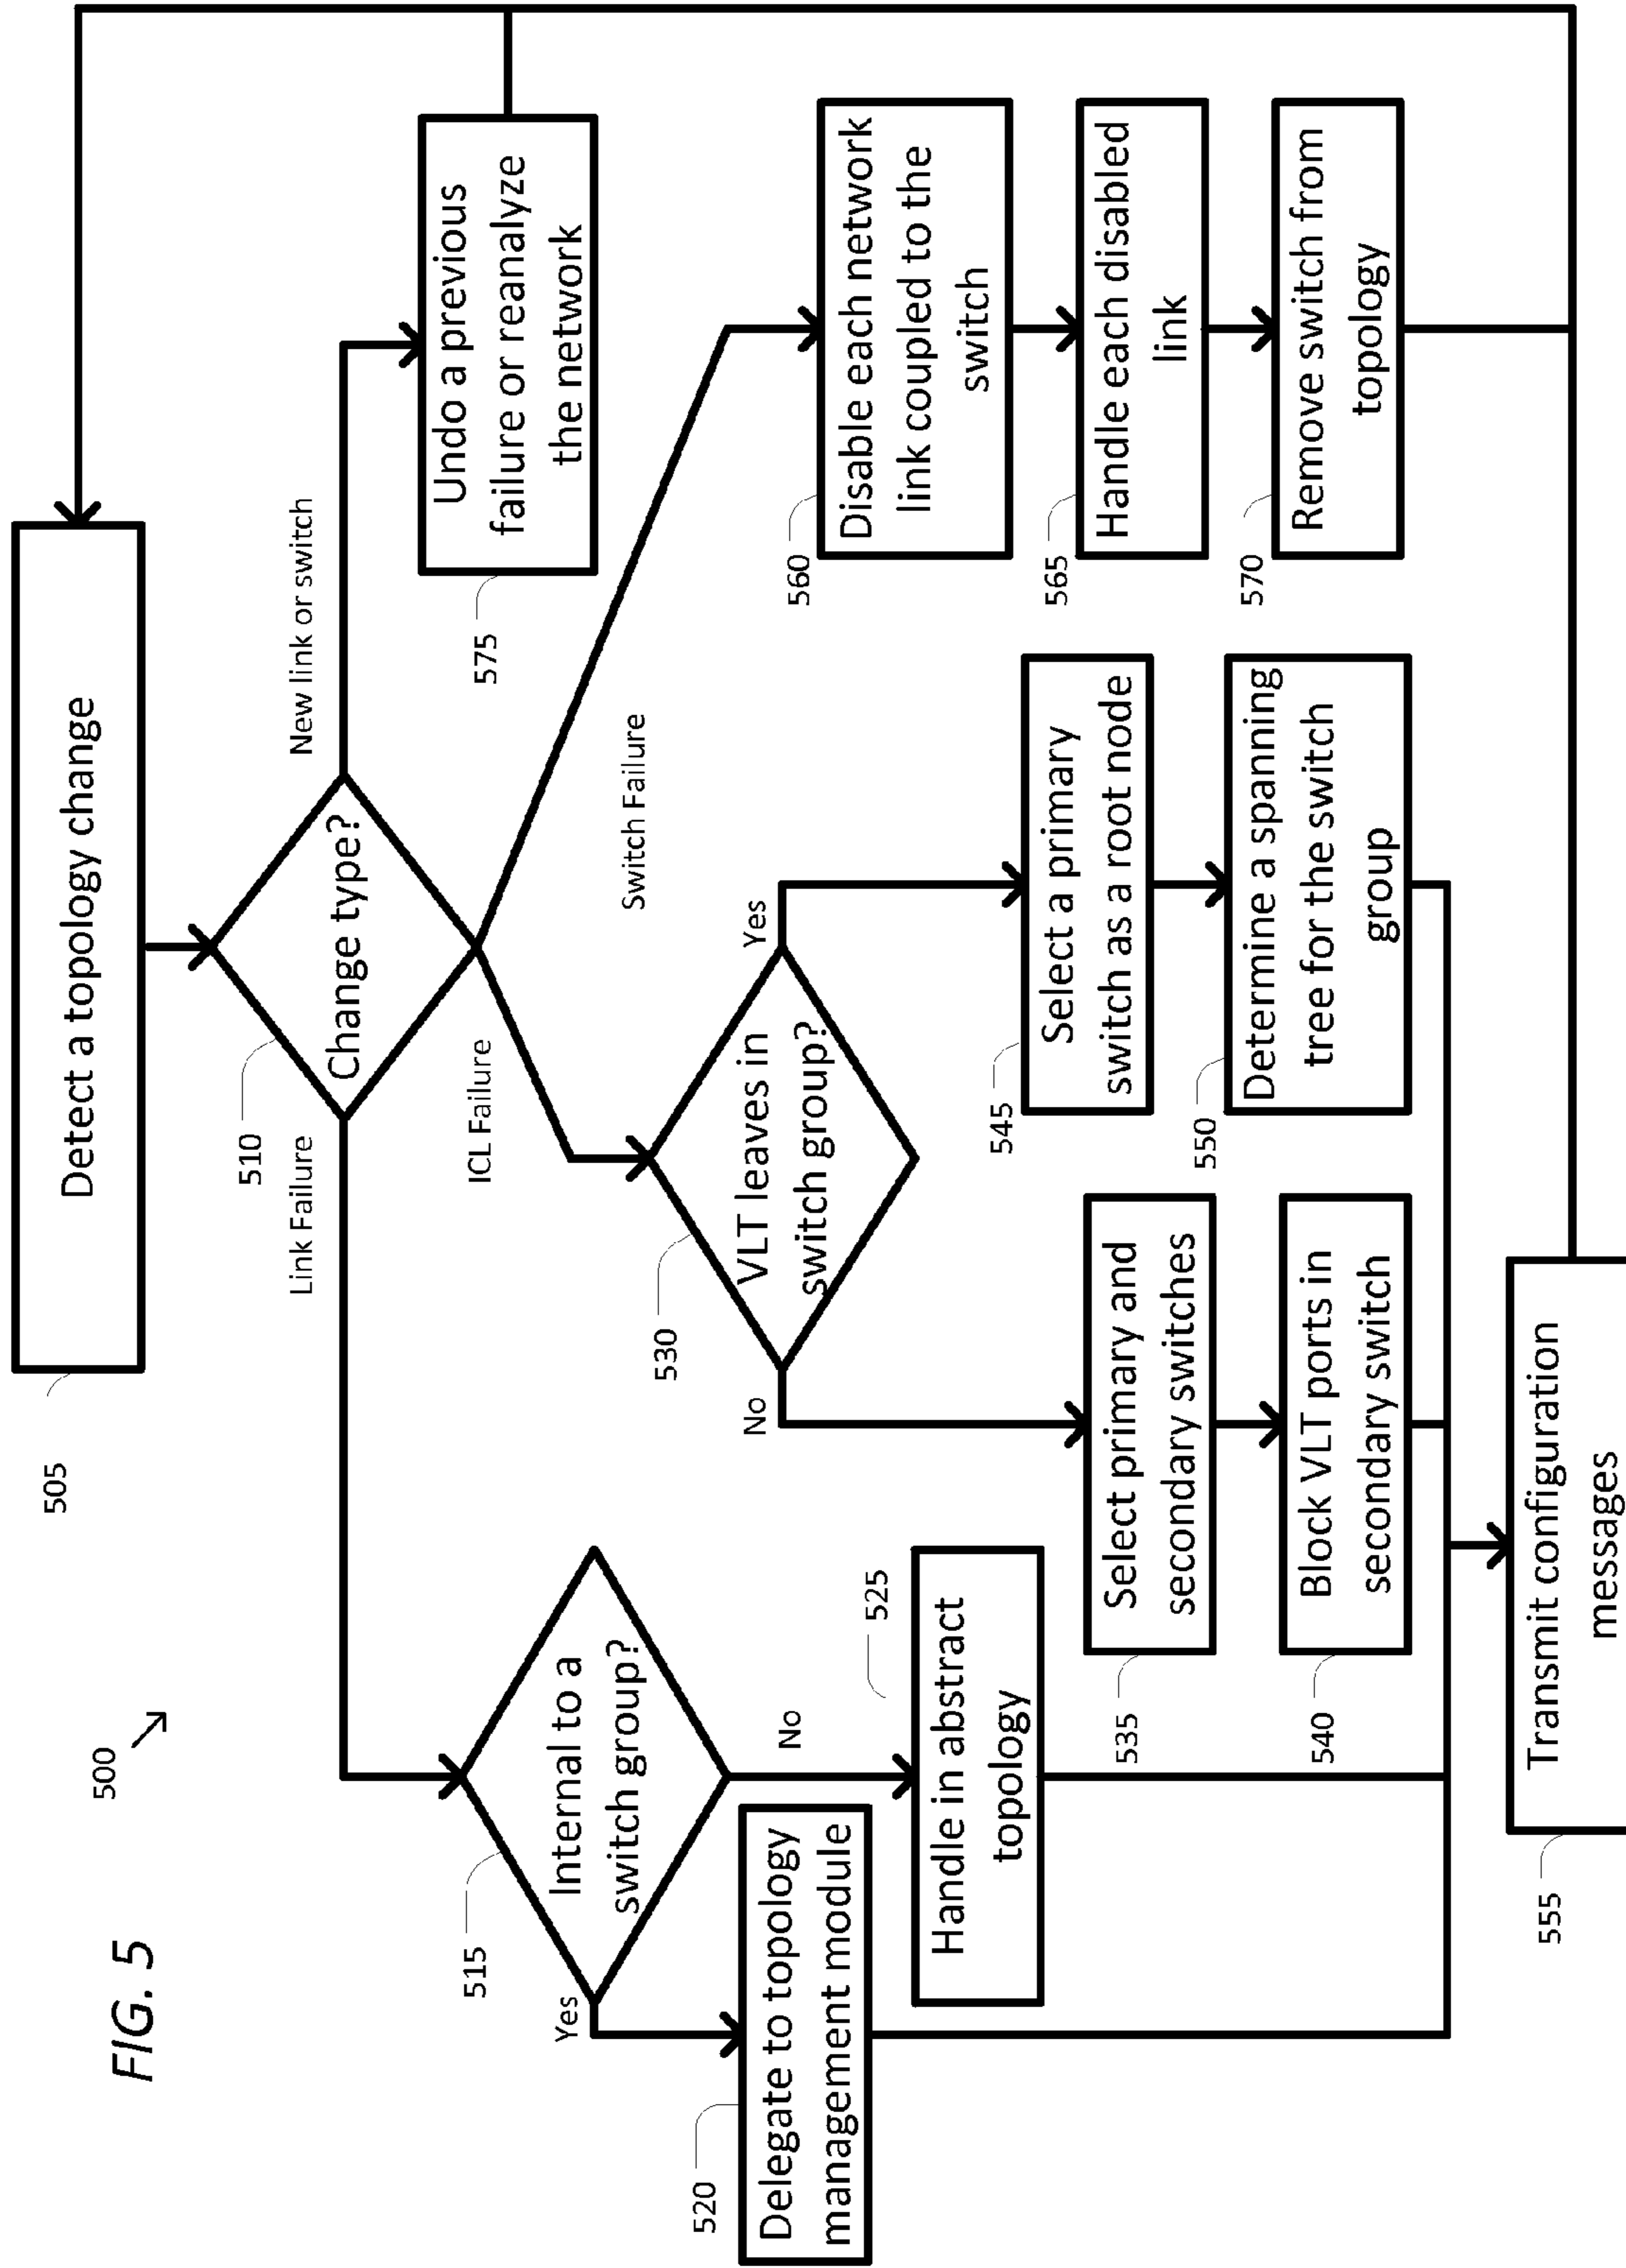 FIG. 5
500
505
Detect a topology change
510
Change type?
Link Failure
New link or switch
ICL Failure
Switch Failure
515
Internal to a
switch group?
Yes
No
520
Delegate to topology
management module
525
Handle in abstract
topology
530
VLT leaves in
switch group?
No
Yes
535
Select primary and
secondary switches
540
Block VLT ports in
secondary switch
545
Select a primary
switch as a root node
550
Determine a spanning
tree for the switch
group
555
Transmit configuration
messages
560
Disable each network
link coupled to the
switch
565
Handle each disabled
link
570
Remove switch from
topology
575
Undo a previous
failure or reanalyze
the network